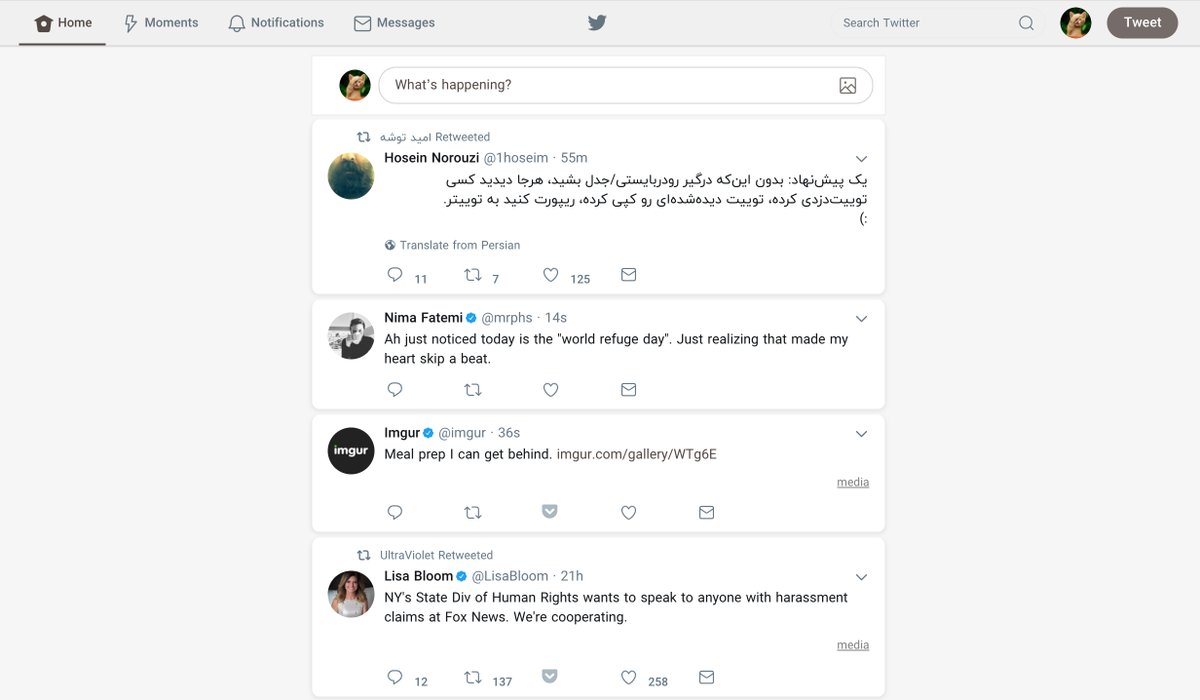 Home Moments Notifications Messages Search Twitter Tweet
What's happening?
امید توشه Retweeted
Hosein Norouzi @1hoseim · 55m
یک پیش‌نهاد: بدون این‌که درگیر رودربایستی/جدل بشید، هرجا دیدید کسی
توییت‌دزدی کرده، توییت دیده‌شده‌ای رو کپی کرده، ریپورت کنید به توییتر.
:)
Translate from Persian
11 7 125
Nima Fatemi @mrphs · 14s
Ah just noticed today is the "world refuge day". Just realizing that made my
heart skip a beat.
imgur
Imgur @imgur · 36s
Meal prep I can get behind. imgur.com/gallery/WTg6E
media
UltraViolet Retweeted
Lisa Bloom @LisaBloom · 21h
NY's State Div of Human Rights wants to speak to anyone with harassment
claims at Fox News. We're cooperating.
media
12 137 258